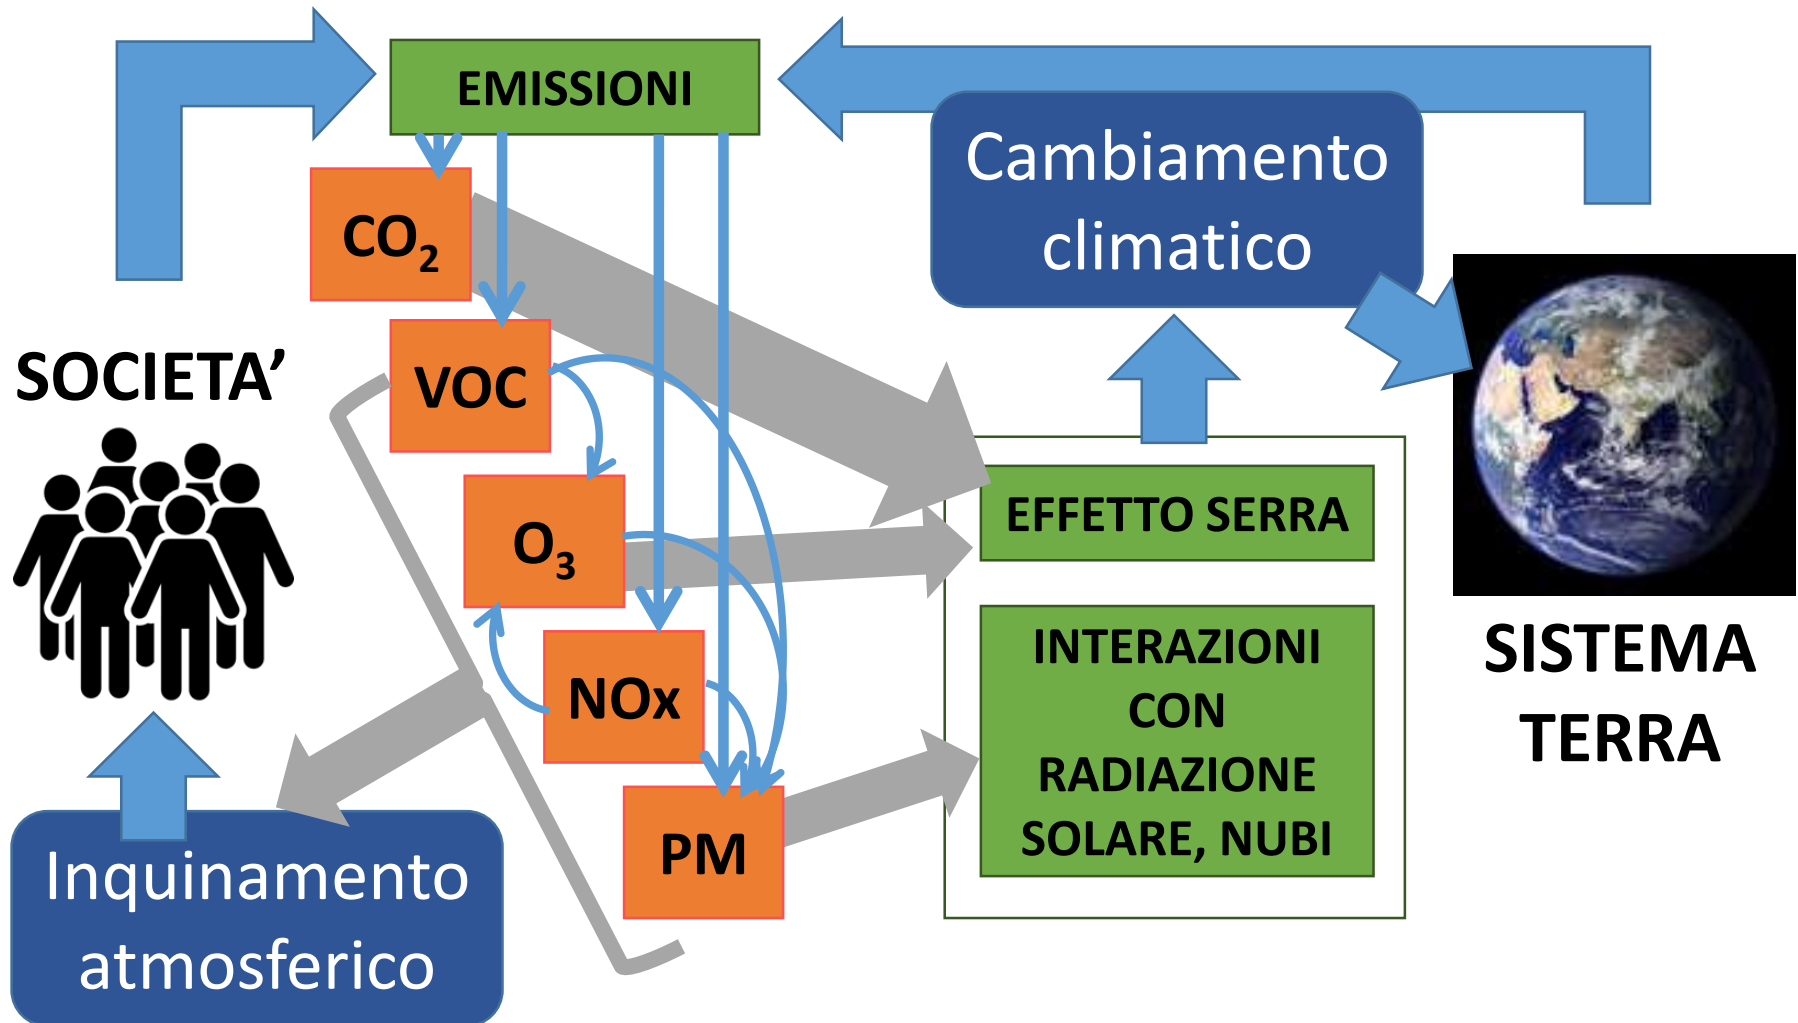 EMISSIONI
Cambiamento
climatico
CO₂
SOCIETA’
VOC
EFFETTO SERRA
O₃
INTERAZIONI
CON
RADIAZIONE
SOLARE, NUBI
SISTEMA
TERRA
NOx
PM
Inquinamento
atmosferico